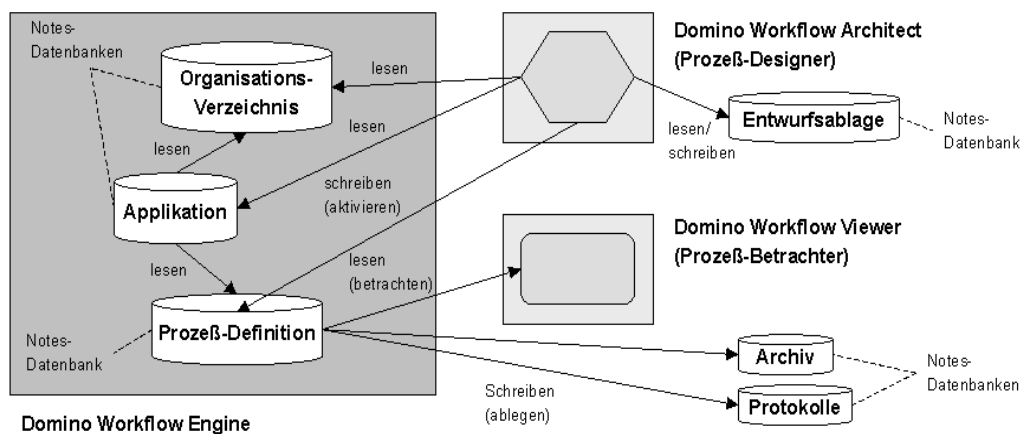 Notes-
Datenbanken
Organisations-
Verzeichnis
lesen
Domino Workflow Architect
(Prozeß-Designer)
lesen
lesen
Entwurfsablage
lesen/
schreiben
Notes-
Datenbank
Applikation
schreiben
(aktivieren)
lesen
lesen
(betrachten)
Domino Workflow Viewer
(Prozeß-Betrachter)
Prozeß-Definition
Notes-
Datenbank
Archiv
Protokolle
Notes-
Datenbanken
Schreiben
(ablegen)
Domino Workflow Engine